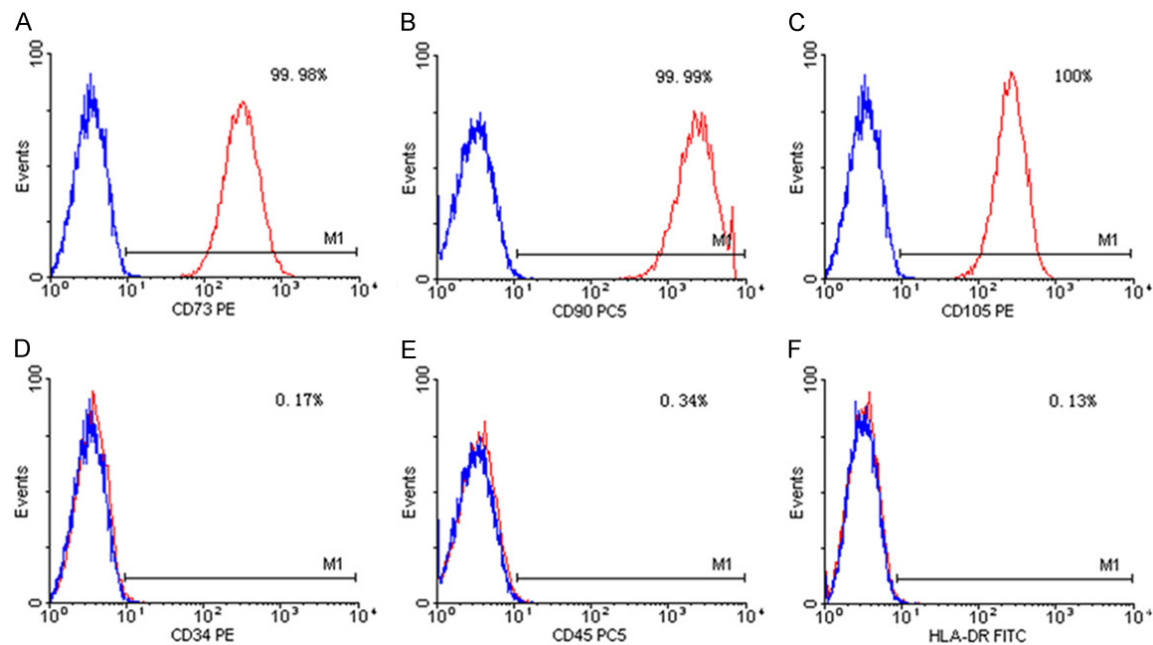 A
B
C
100
99.98%
Events
M1
0
10⁰ 10¹ 10² 10³ 10⁴
CD73 PE
100
99.99%
Events
M1
0
10⁰ 10¹ 10² 10³ 10⁴
CD90 PC5
100
100%
Events
M1
0
10⁰ 10¹ 10² 10³ 10⁴
CD105 PE
D
E
F
100
0.17%
Events
M1
0
10⁰ 10¹ 10² 10³ 10⁴
CD34 PE
100
0.34%
Events
M1
0
10⁰ 10¹ 10² 10³ 10⁴
CD45 PC5
100
0.13%
Events
M1
0
10⁰ 10¹ 10² 10³ 10⁴
HLA-DR FITC